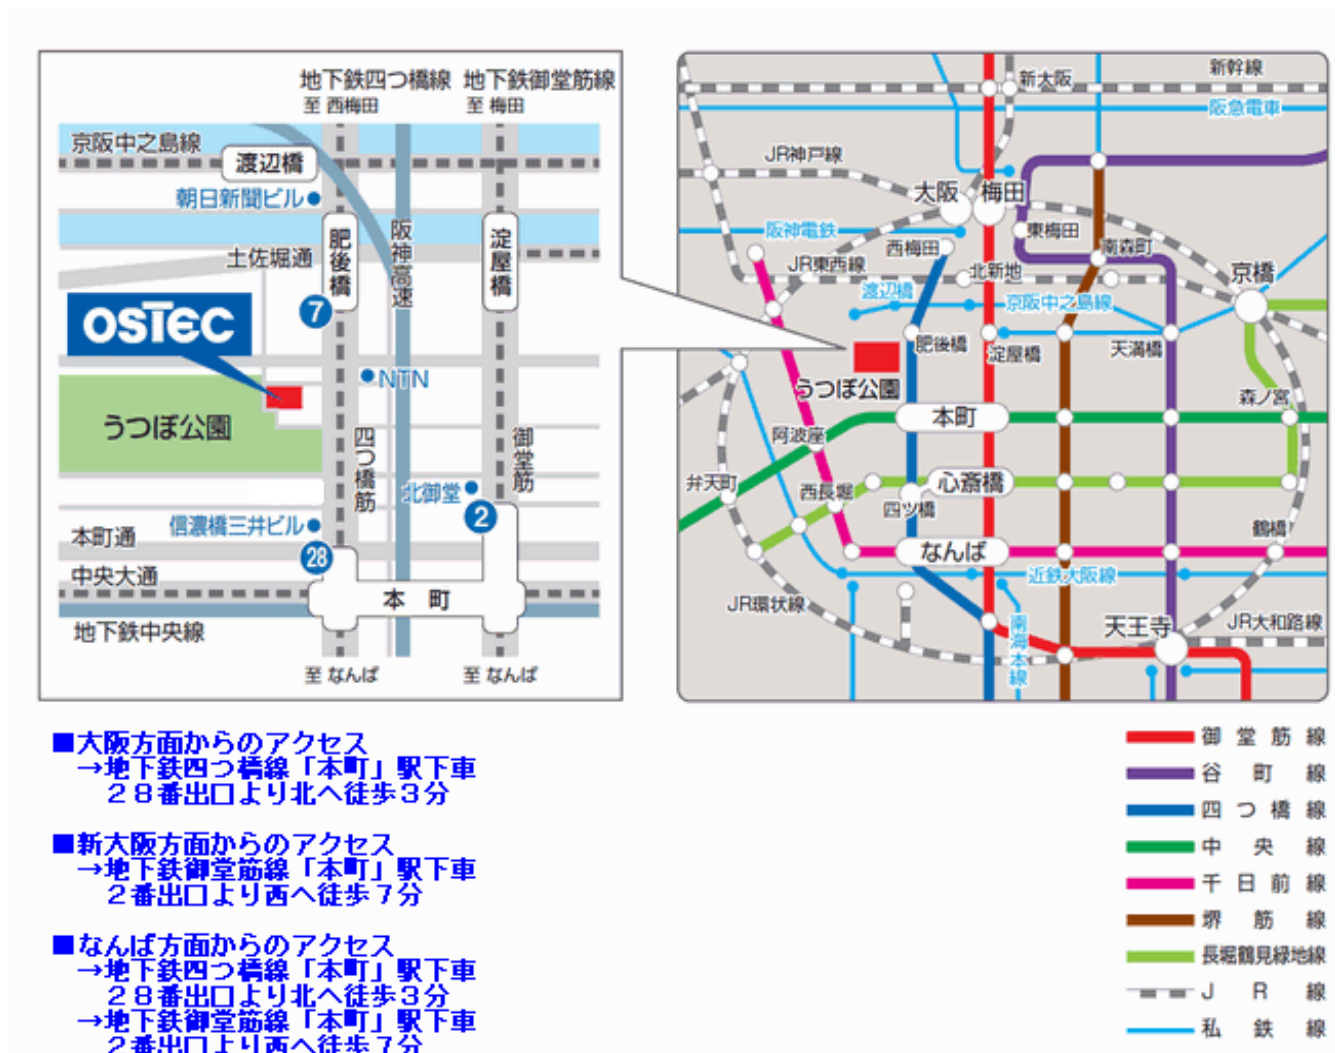 地下鉄四つ橋線
至 西梅田
地下鉄御堂筋線
至 梅田
京阪中之島線
渡辺橋
朝日新聞ビル
肥後橋
阪神高速
淀屋橋
土佐堀通
7
OSTEC
NTN
うつぼ公園
四つ橋筋
御堂筋
北御堂
2
信濃橋三井ビル
本町通
28
中央大通
本 町
地下鉄中央線
至 なんば
至 なんば
新大阪
新幹線
阪急電車
JR神戸線
大阪
梅田
阪神電鉄
西梅田
東梅田
南森町
JR東西線
北新地
京橋
渡辺橋
京阪中之島線
肥後橋
淀屋橋
天満橋
うつぼ公園
森ノ宮
本町
阿波座
弁天町
西長堀
心斎橋
四ツ橋
鶴橋
なんば
近鉄大阪線
JR環状線
南海本線
天王寺
JR大和路線
■大阪方面からのアクセス
→地下鉄四つ橋線「本町」駅下車
２８番出口より北へ徒歩３分
■新大阪方面からのアクセス
→地下鉄御堂筋線「本町」駅下車
２番出口より西へ徒歩７分
■なんば方面からのアクセス
→地下鉄四つ橋線「本町」駅下車
２８番出口より北へ徒歩３分
→地下鉄御堂筋線「本町」駅下車
２番出口より西へ徒歩７分
御堂筋線
谷町線
四つ橋線
中央線
千日前線
堺筋線
長堀鶴見緑地線
JR線
私鉄線